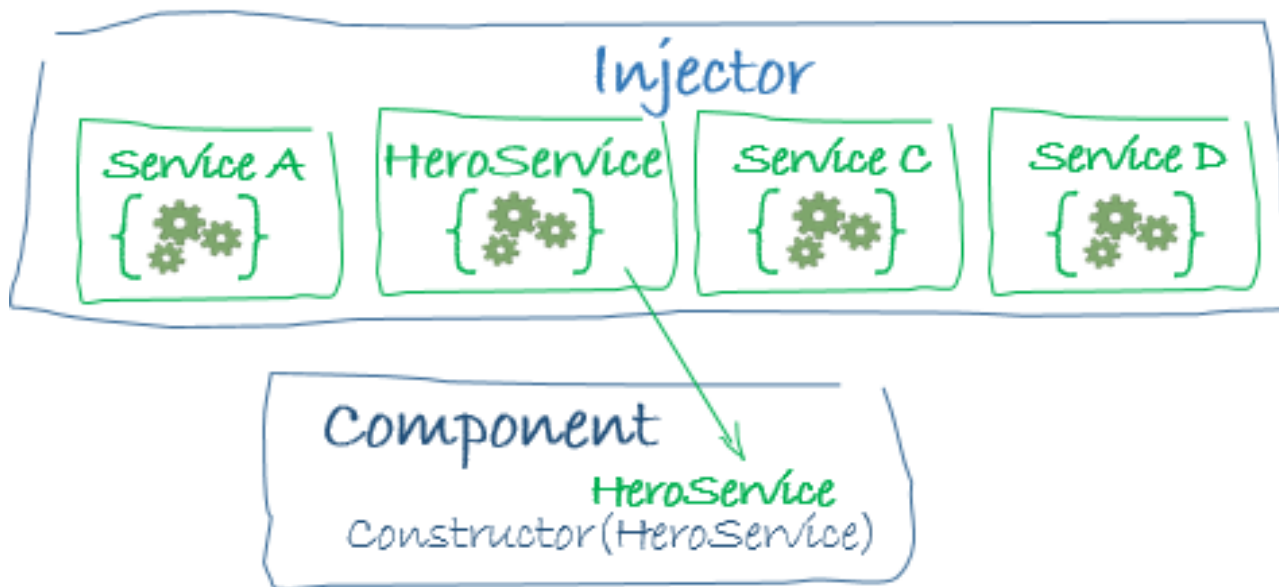 Injector
Service A
HeroService
Service C
Service D
{ }
{ }
{ }
{ }
Component
HeroService
Constructor(HeroService)